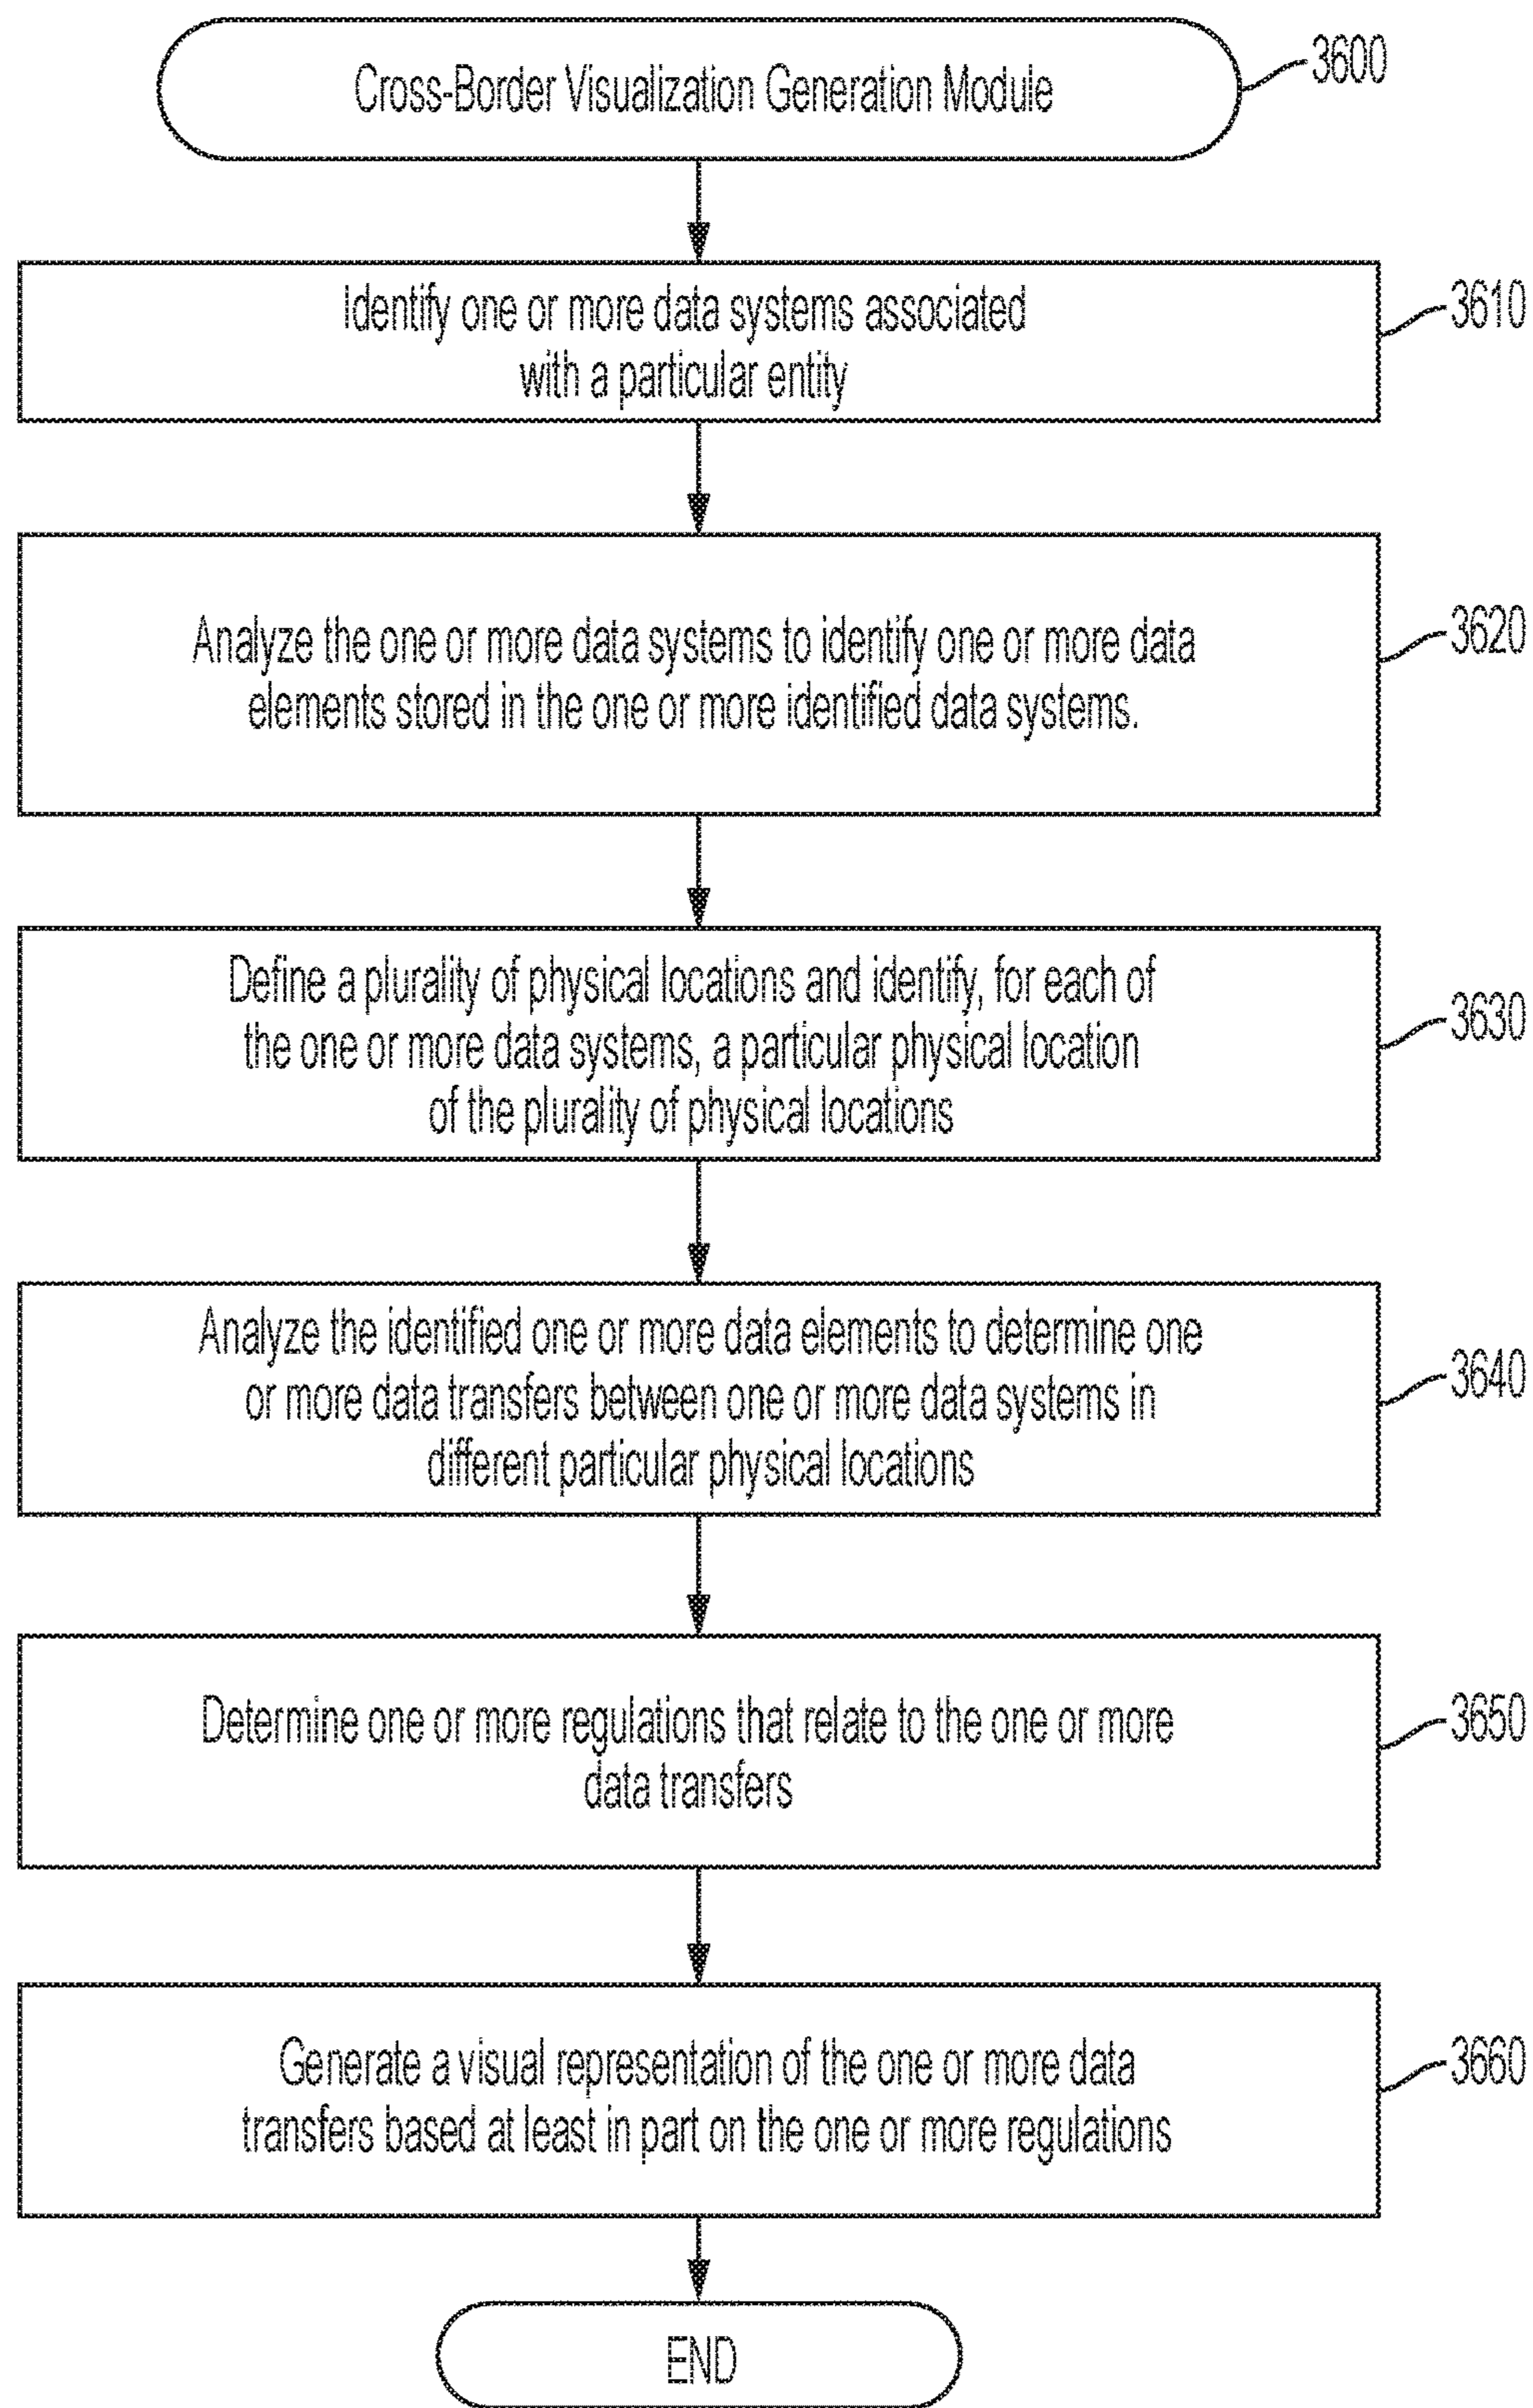 Cross-Border Visualization Generation Module
3600
Identify one or more data systems associated
with a particular entity
3610
Analyze the one or more data systems to identify one or more data
elements stored in the one or more identified data systems.
3620
Define a plurality of physical locations and identify, for each of
the one or more data systems, a particular physical location
of the plurality of physical locations
3630
Analyze the identified one or more data elements to determine one
or more data transfers between one or more data systems in
different particular physical locations
3640
Determine one or more regulations that relate to the one or more
data transfers
3650
Generate a visual representation of the one or more data
transfers based at least in part on the one or more regulations
3660
END